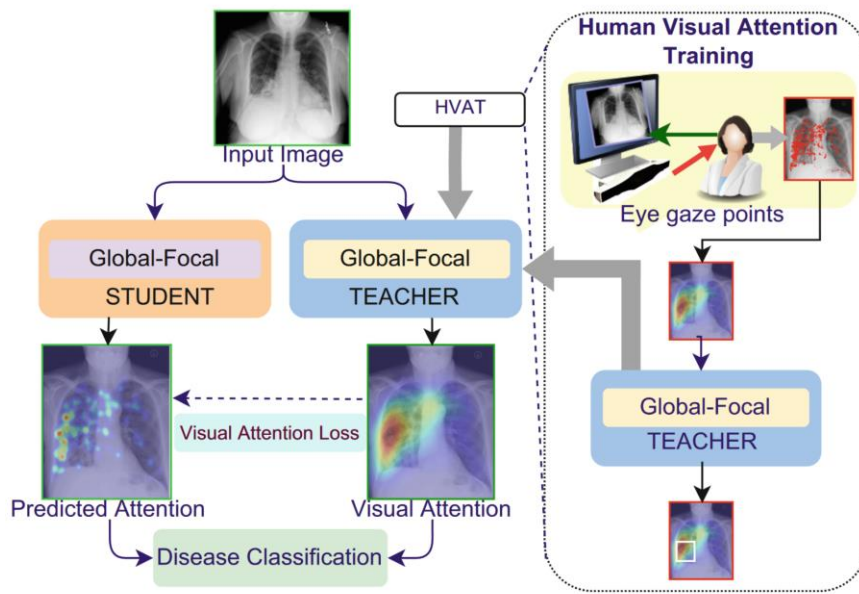 Human Visual Attention
Training
HVAT
Input Image
Eye gaze points
Global-Focal
STUDENT
Global-Focal
TEACHER
Global-Focal
TEACHER
Visual Attention Loss
Predicted Attention
Visual Attention
Disease Classification